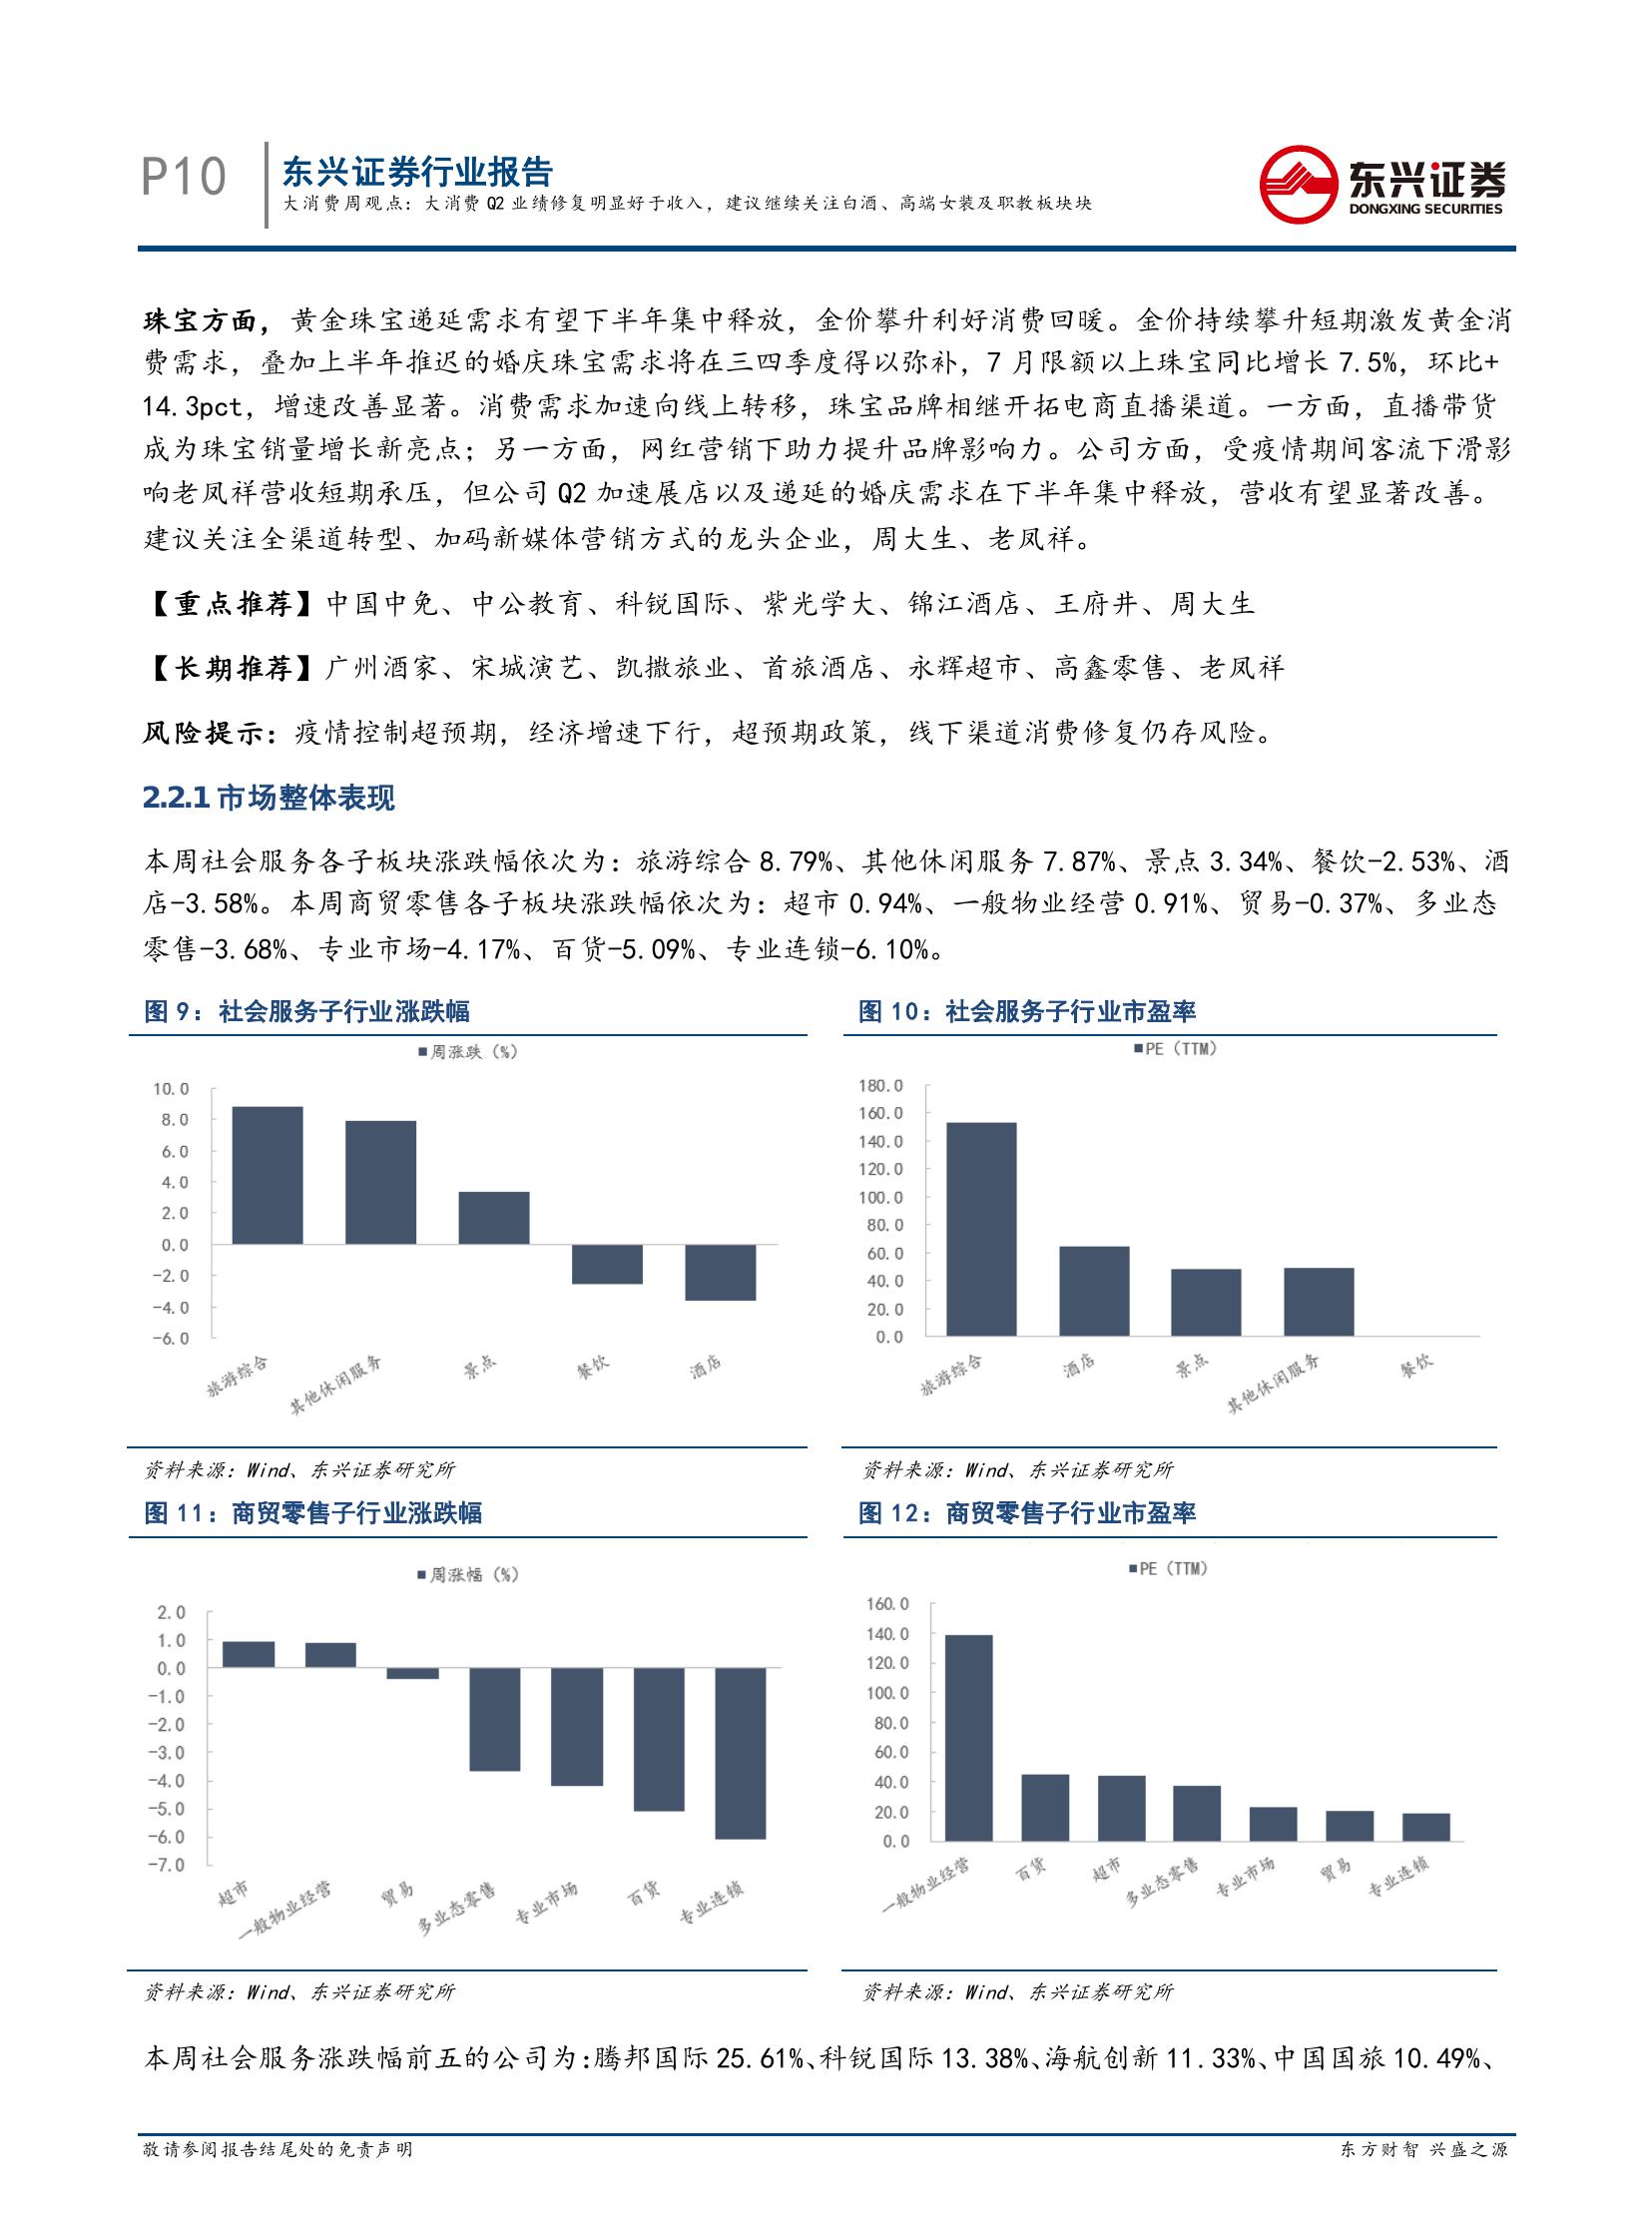 P10
东兴证券行业报告
大消费周观点：大消费 Q2 业绩修复明显好于收入，建议继续关注白酒、高端女装及职教板块块
东兴证券
DONGXING SECURITIES
珠宝方面，黄金珠宝递延需求有望下半年集中释放，金价攀升利好消费回暖。金价持续攀升短期激发黄金消
费需求，叠加上半年推迟的婚庆珠宝需求将在三四季度得以弥补，7 月限额以上珠宝同比增长 7.5%，环比+
14.3pct，增速改善显著。消费需求加速向线上转移，珠宝品牌相继开拓电商直播渠道。一方面，直播带货
成为珠宝销量增长新亮点；另一方面，网红营销下助力提升品牌影响力。公司方面，受疫情期间客流下滑影
响老凤祥营收短期承压，但公司 Q2 加速展店以及递延的婚庆需求在下半年集中释放，营收有望显著改善。
建议关注全渠道转型、加码新媒体营销方式的龙头企业，周大生、老凤祥。
【重点推荐】中国中免、中公教育、科锐国际、紫光学大、锦江酒店、王府井、周大生
【长期推荐】广州酒家、宋城演艺、凯撒旅业、首旅酒店、永辉超市、高鑫零售、老凤祥
风险提示：疫情控制超预期，经济增速下行，超预期政策，线下渠道消费修复仍存风险。
2.2.1 市场整体表现
本周社会服务各子板块涨跌幅依次为：旅游综合 8.79%、其他休闲服务 7.87%、景点 3.34%、餐饮-2.53%、酒
店-3.58%。本周商贸零售各子板块涨跌幅依次为：超市 0.94%、一般物业经营 0.91%、贸易-0.37%、多业态
零售-3.68%、专业市场-4.17%、百货-5.09%、专业连锁-6.10%。
图 9：社会服务子行业涨跌幅
周涨跌（%）
10.0
8.0
6.0
4.0
2.0
0.0
-2.0
-4.0
-6.0
旅游综合
其他休闲服务
景点
餐饮
酒店
资料来源：Wind、东兴证券研究所
图 10：社会服务子行业市盈率
PE（TTM）
180.0
160.0
140.0
120.0
100.0
80.0
60.0
40.0
20.0
0.0
旅游综合
酒店
景点
其他休闲服务
餐饮
资料来源：Wind、东兴证券研究所
图 11：商贸零售子行业涨跌幅
周涨幅（%）
2.0
1.0
0.0
-1.0
-2.0
-3.0
-4.0
-5.0
-6.0
-7.0
超市
一般物业经营
贸易
多业态零售
专业市场
百货
专业连锁
资料来源：Wind、东兴证券研究所
图 12：商贸零售子行业市盈率
PE（TTM）
160.0
140.0
120.0
100.0
80.0
60.0
40.0
20.0
0.0
一般物业经营
百货
超市
多业态零售
专业市场
贸易
专业连锁
资料来源：Wind、东兴证券研究所
本周社会服务涨跌幅前五的公司为：腾邦国际 25.61%、科锐国际 13.38%、海航创新 11.33%、中国国旅 10.49%、
敬请参阅报告结尾处的免责声明
东方财智 兴盛之源